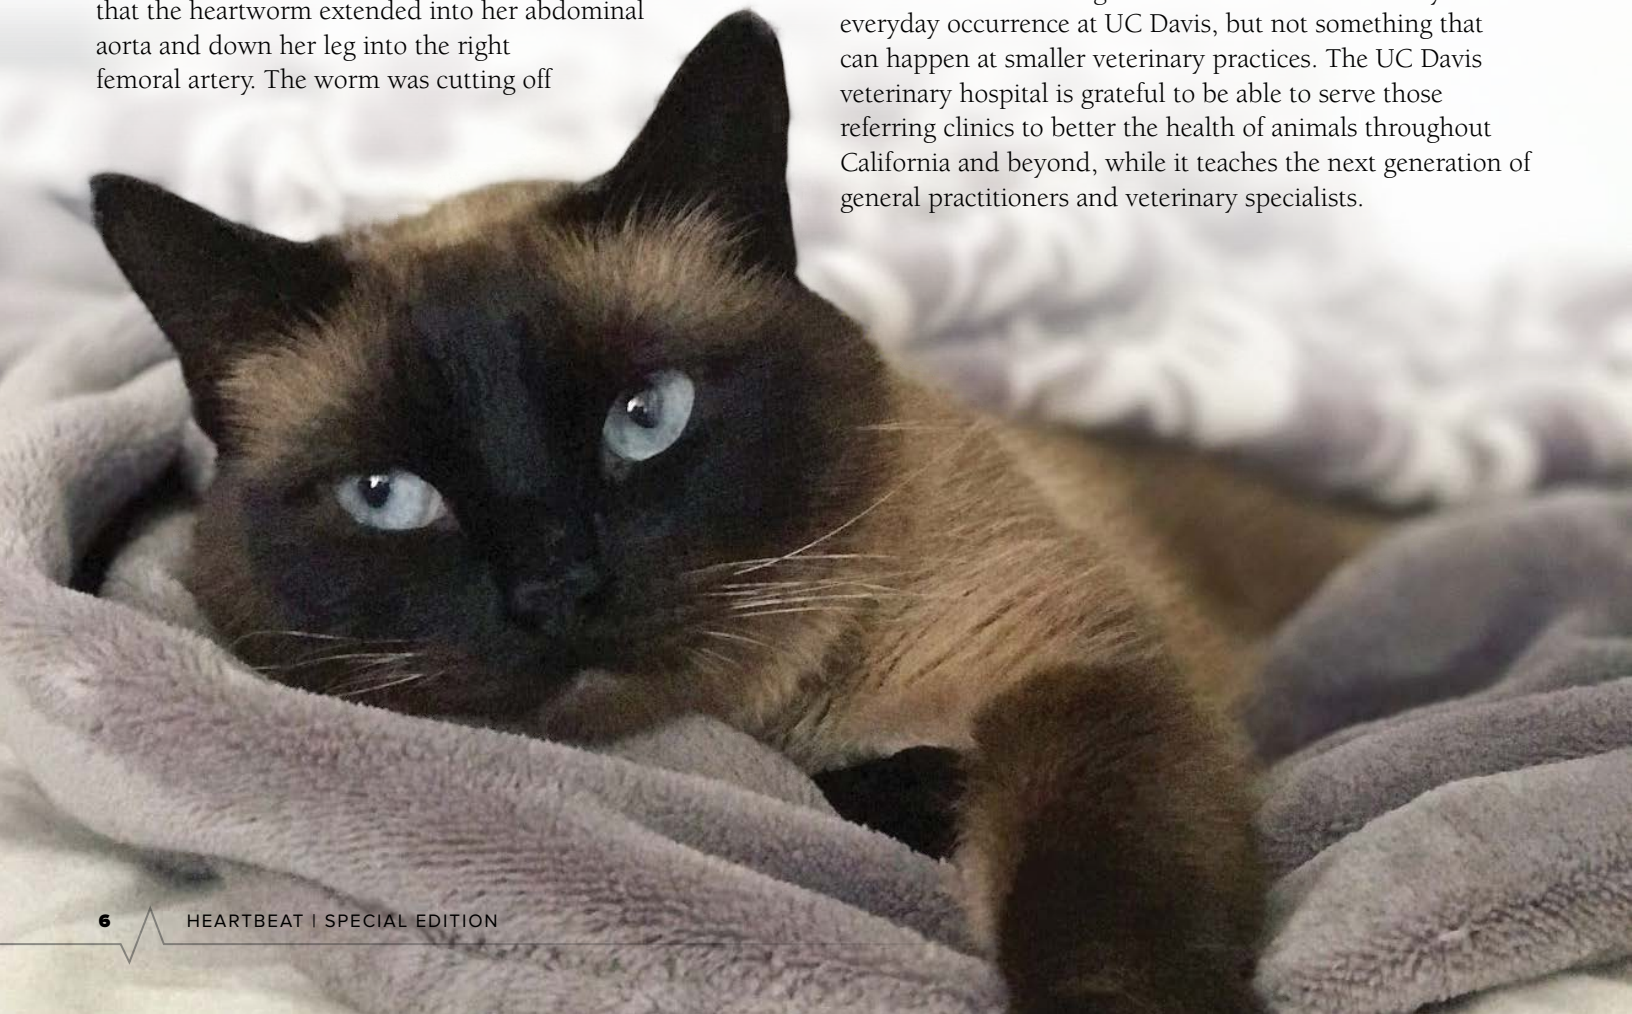 that the heartworm extended into her abdominal
aorta and down her leg into the right
femoral artery. The worm was cutting off
everyday occurrence at UC Davis, but not something that
can happen at smaller veterinary practices. The UC Davis
veterinary hospital is grateful to be able to serve those
referring clinics to better the health of animals throughout
California and beyond, while it teaches the next generation of
general practitioners and veterinary specialists.
6 HEARTBEAT | SPECIAL EDITION